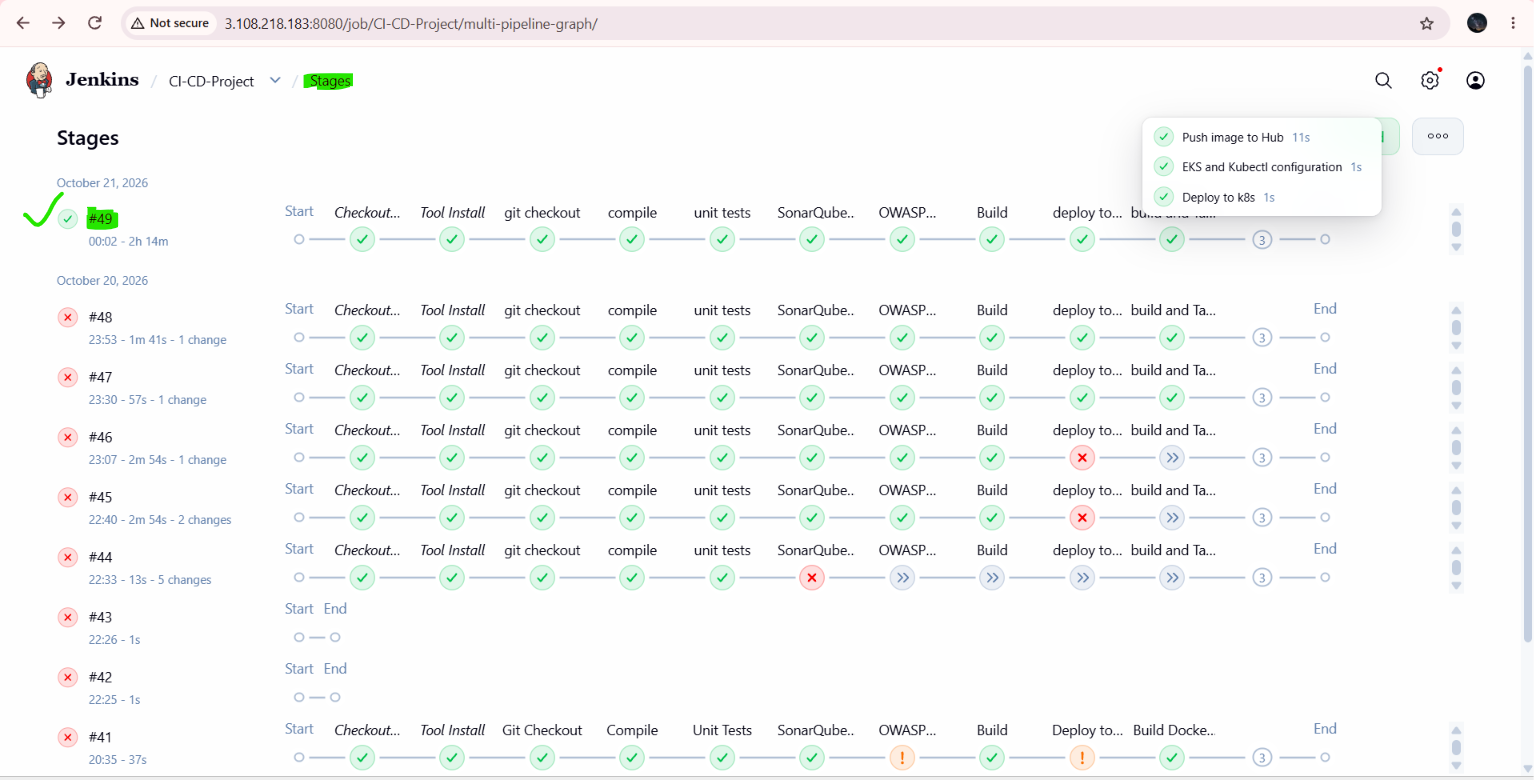 Not secure 3.108.218.183:8080/job/CI-CD-Project/multi-pipeline-graph/
Jenkins / CI-CD-Project / Stages
Stages
Push image to Hub 11s
EKS and Kubectl configuration 1s
Deploy to k8s 1s
October 21, 2026
#49
00:02 - 2h 14m
Start Checkout... Tool Install git checkout compile unit tests SonarQube.. OWASP... Build deploy to...
3
October 20, 2026
#48
23:53 - 1m 41s - 1 change
Start Checkout... Tool Install git checkout compile unit tests SonarQube.. OWASP... Build deploy to... build and Ta... End
3
#47
23:30 - 57s - 1 change
Start Checkout... Tool Install git checkout compile unit tests SonarQube.. OWASP... Build deploy to... build and Ta... End
3
#46
23:07 - 2m 54s - 1 change
Start Checkout... Tool Install git checkout compile unit tests SonarQube.. OWASP... Build deploy to... build and Ta... End
3
#45
22:40 - 2m 54s - 2 changes
Start Checkout... Tool Install git checkout compile unit tests SonarQube.. OWASP... Build deploy to... build and Ta... End
3
#44
22:33 - 13s - 5 changes
Start Checkout... Tool Install git checkout compile unit tests SonarQube.. OWASP... Build deploy to... build and Ta... End
3
#43
22:26 - 1s
Start End
#42
22:25 - 1s
Start End
#41
20:35 - 37s
Start Checkout... Tool Install Git Checkout Compile Unit Tests SonarQube.. OWASP... Build Deploy to... Build Docke... End
3